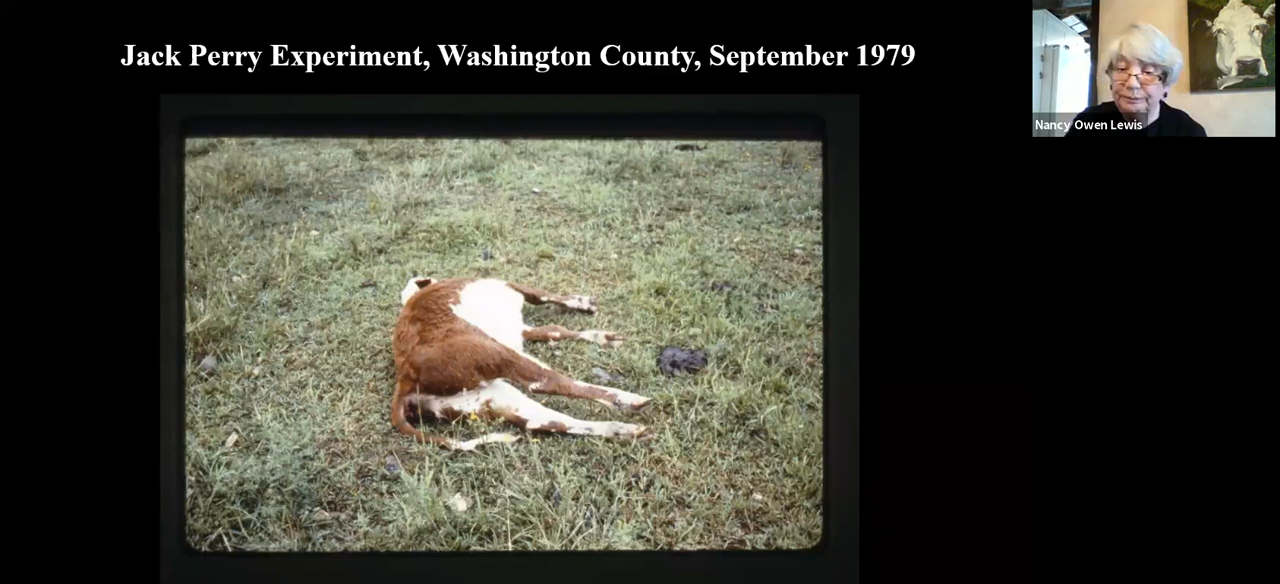 Jack Perry Experiment, Washington County, September 1979
Nancy Owen Lewis